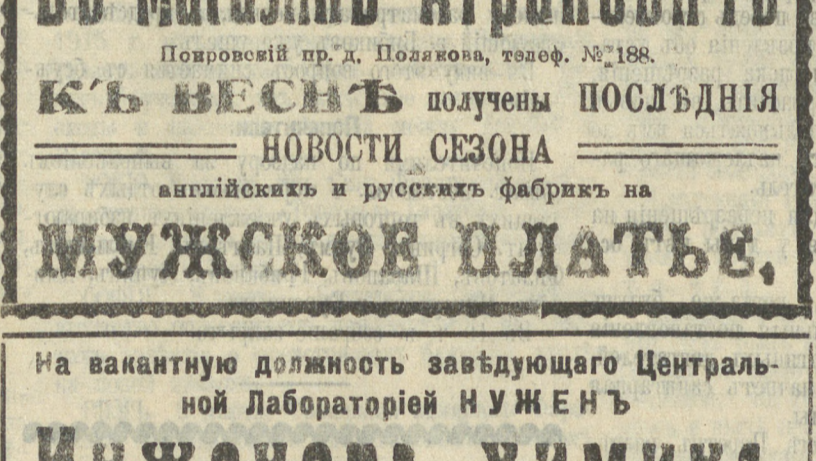 Покровскій пр. д. Полякова, телеф. № 188.
КЪ ВЕСНѢ получены ПОСЛѢДНІЯ
НОВОСТИ СЕЗОНА
англійскихъ и русскихъ фабрикъ на
МУЖСКОЕ ПЛАТЬЕ,
На вакантную должность завѣдующаго Централь-
ной Лабораторіей НУЖЕНЪ